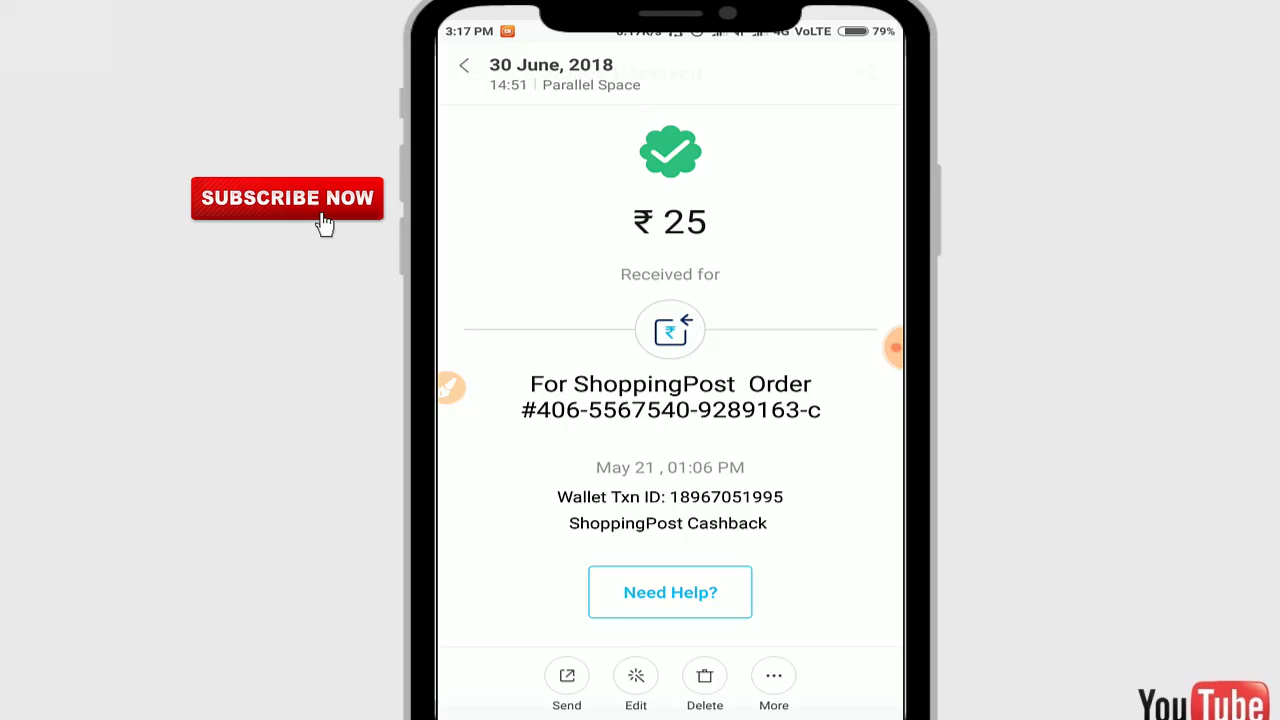 3:17 PM
VoLTE 79%
30 June, 2018
14:51 | Parallel Space
SUBSCRIBE NOW
₹ 25
Received for
₹
For ShoppingPost Order
#406-5567540-9289163-c
May 21 , 01:06 PM
Wallet Txn ID: 18967051995
ShoppingPost Cashback
Need Help?
Send Edit Delete More
YouTube